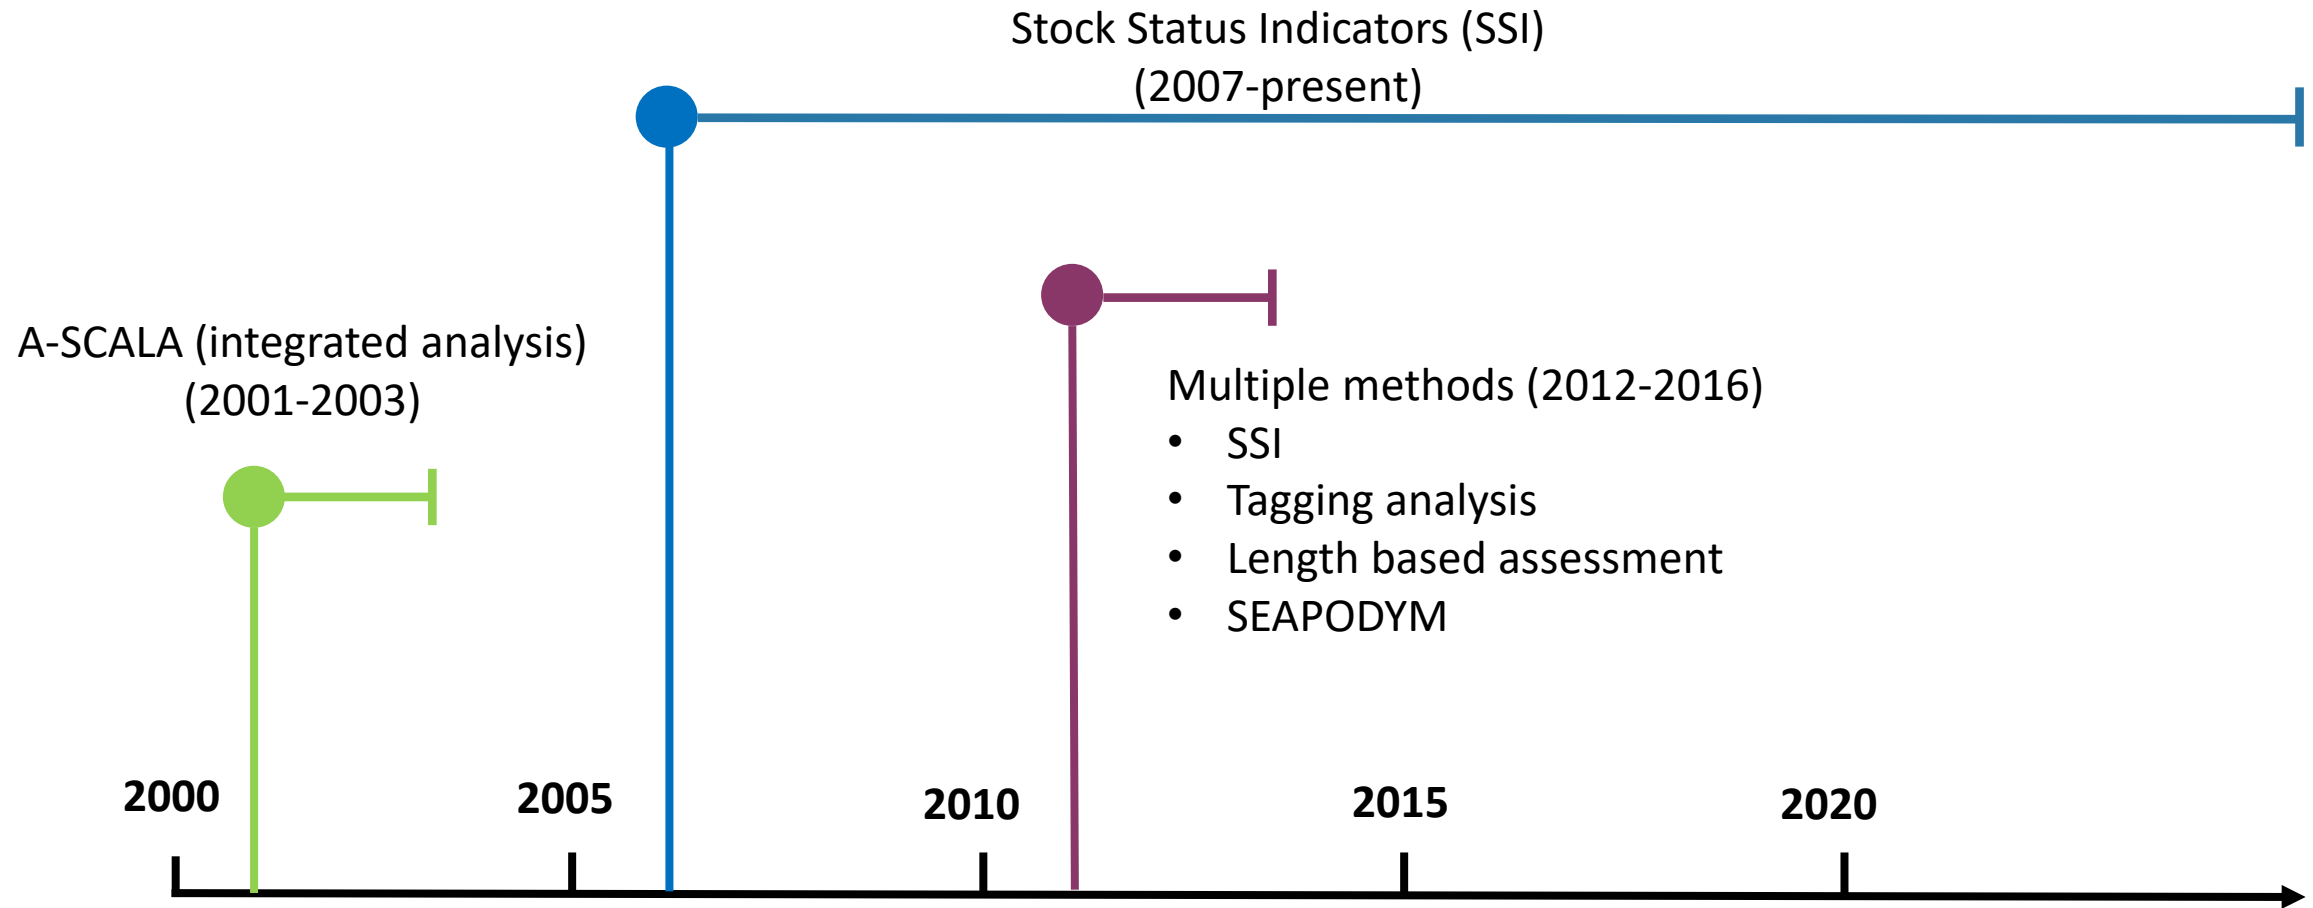 Stock Status Indicators (SSI)
(2007-present)
A-SCALA (integrated analysis)
(2001-2003)
Multiple methods (2012-2016)
• SSI
• Tagging analysis
• Length based assessment
• SEAPODYM
2000
2005
2010
2015
2020